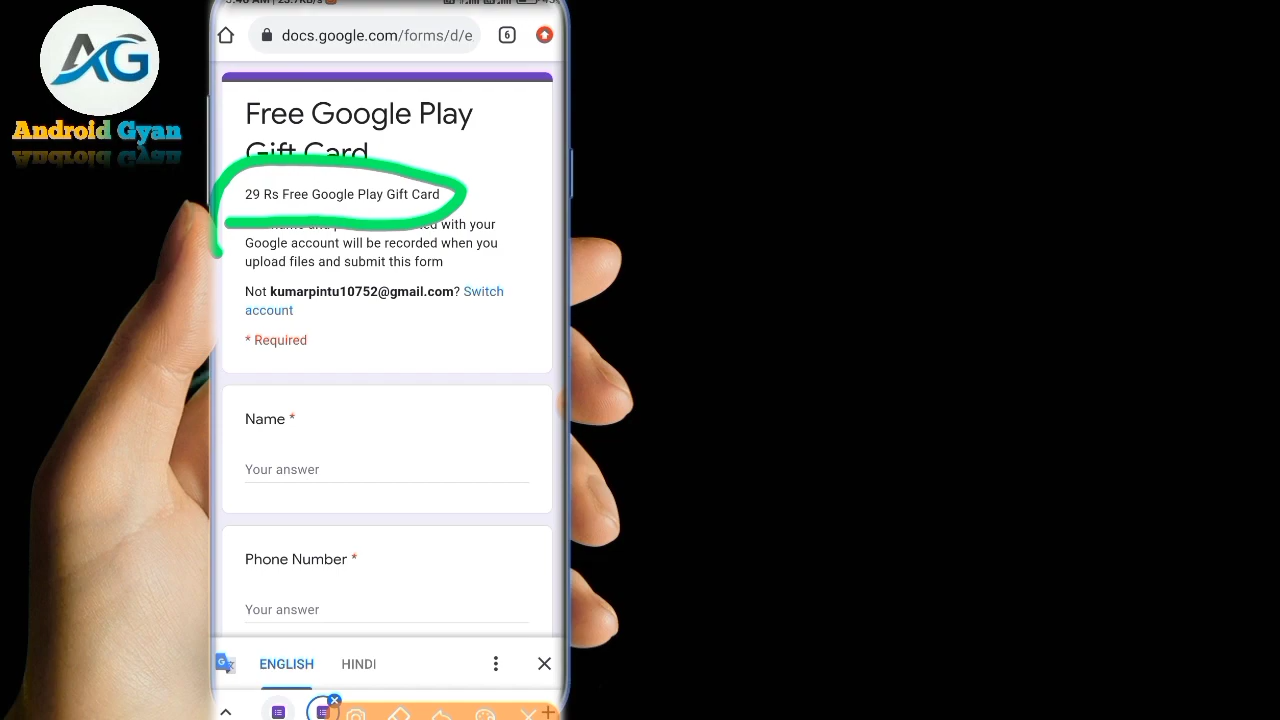 AG
Android Gyan
docs.google.com/forms/d/e
6
Free Google Play
Gift Card
29 Rs Free Google Play Gift Card
with your
Google account will be recorded when you
upload files and submit this form
Not kumarpintu10752@gmail.com? Switch
account
* Required
Name *
Your answer
Phone Number *
Your answer
ENGLISH HINDI